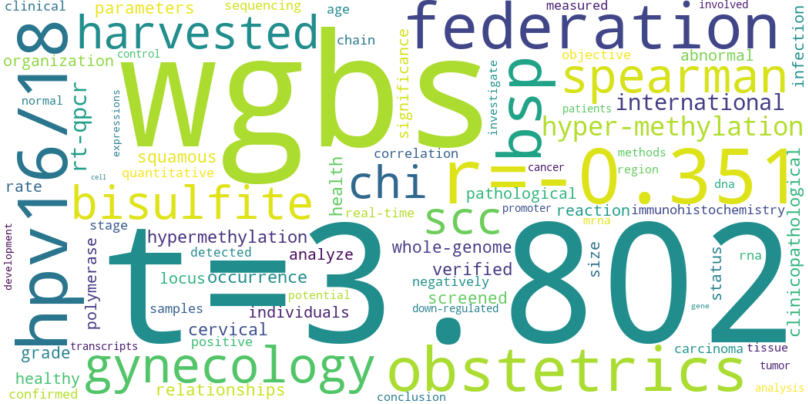 clinical
parameters
sequencing
age
measured
involved
harvested
federation
chain
organization
control
hpv16/18
wgbs
significance
objective
abnormal
infection
rt-qpcr
normal
expressions
investigate
bsp
spearman
patients
international
hyper-methylation
squamous
quantitative
correlation
cancer
methods
region
rate
bisulfite
health
chi
r=-0.351
pathological
dna
real-time
scc
promoter
reaction
immunohistochemistry
mrna
stage
hypermethylation
t=3.802
whole-genome
verified
size
status
rna
clinicopathological
development
polymerase
detected
analyze
locus
occurrence
negatively
potential
screened
gene
cell
samples
individuals
down-regulated
cervical
positive
grade
transcripts
gynecology
obstetrics
carcinoma
tissue
tumor
healthy
confirmed
relationships
conclusion
analysis